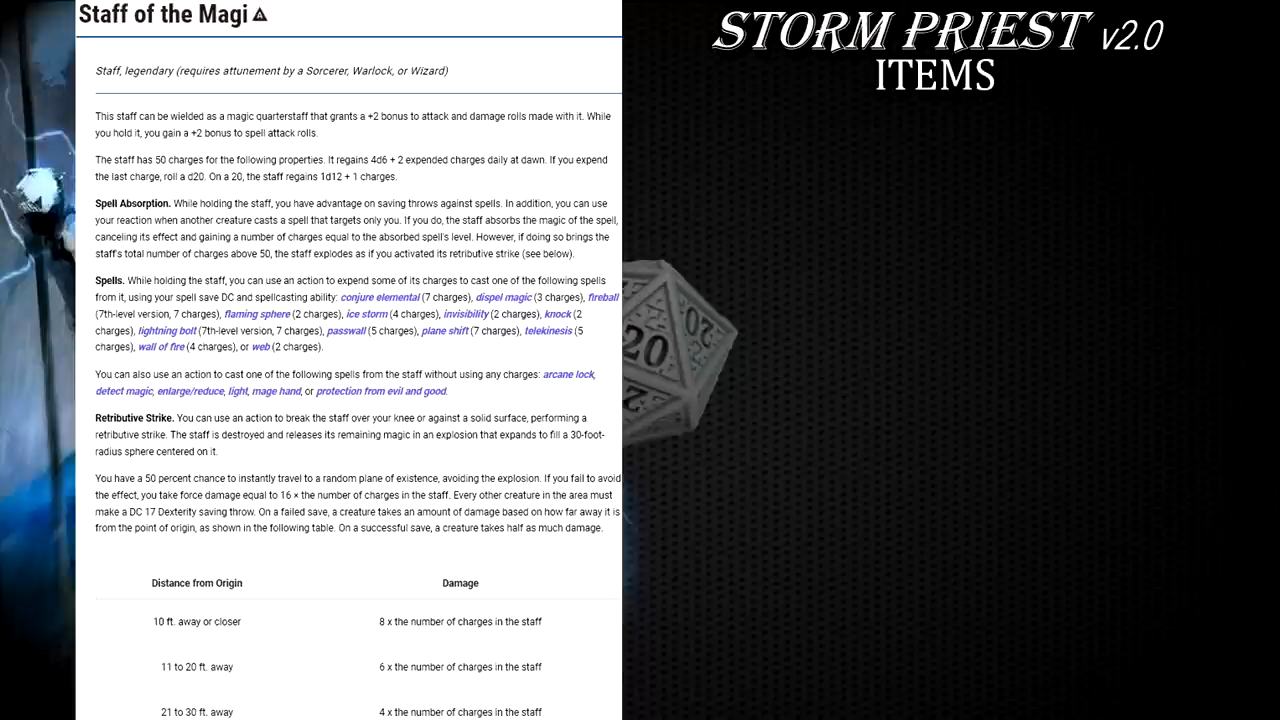 Staff of the Magi
STORM PRIEST v2.0
ITEMS
Staff, legendary (requires attunement by a Sorcerer, Warlock, or Wizard)
This staff can be wielded as a magic quarterstaff that grants a +2 bonus to attack and damage rolls made with it. While
you hold it, you gain a +2 bonus to spell attack rolls.
The staff has 50 charges for the following properties. It regains 4d6 + 2 expended charges daily at dawn. If you expend
the last charge, roll a d20. On a 20, the staff regains 1d12 + 1 charges.
Spell Absorption. While holding the staff, you have advantage on saving throws against spells. In addition, you can use
your reaction when another creature casts a spell that targets only you. If you do, the staff absorbs the magic of the spell,
canceling its effect and gaining a number of charges equal to the absorbed spell's level. However, if doing so brings the
staff's total number of charges above 50, the staff explodes as if you activated its retributive strike (see below).
Spells. While holding the staff, you can use an action to expend some of its charges to cast one of the following spells
from it, using your spell save DC and spellcasting ability: conjure elemental (7 charges), dispel magic (3 charges), fireball
(7th-level version, 7 charges), flaming sphere (2 charges), ice storm (4 charges), invisibility (2 charges), knock (2
charges), lightning bolt (7th-level version, 7 charges), passwall (5 charges), plane shift (7 charges), telekinesis (5
charges), wall of fire (4 charges), or web (2 charges).
You can also use an action to cast one of the following spells from the staff without using any charges: arcane lock,
detect magic, enlarge/reduce, light, mage hand, or protection from evil and good.
Retributive Strike. You can use an action to break the staff over your knee or against a solid surface, performing a
retributive strike. The staff is destroyed and releases its remaining magic in an explosion that expands to fill a 30-foot-
radius sphere centered on it.
You have a 50 percent chance to instantly travel to a random plane of existence, avoiding the explosion. If you fail to avoid
the effect, you take force damage equal to 16 × the number of charges in the staff. Every other creature in the area must
make a DC 17 Dexterity saving throw. On a failed save, a creature takes an amount of damage based on how far away it is
from the point of origin, as shown in the following table. On a successful save, a creature takes half as much damage.
Distance from Origin Damage
10 ft. away or closer 8 x the number of charges in the staff
11 to 20 ft. away 6 x the number of charges in the staff
21 to 30 ft. away 4 x the number of charges in the staff
20
20